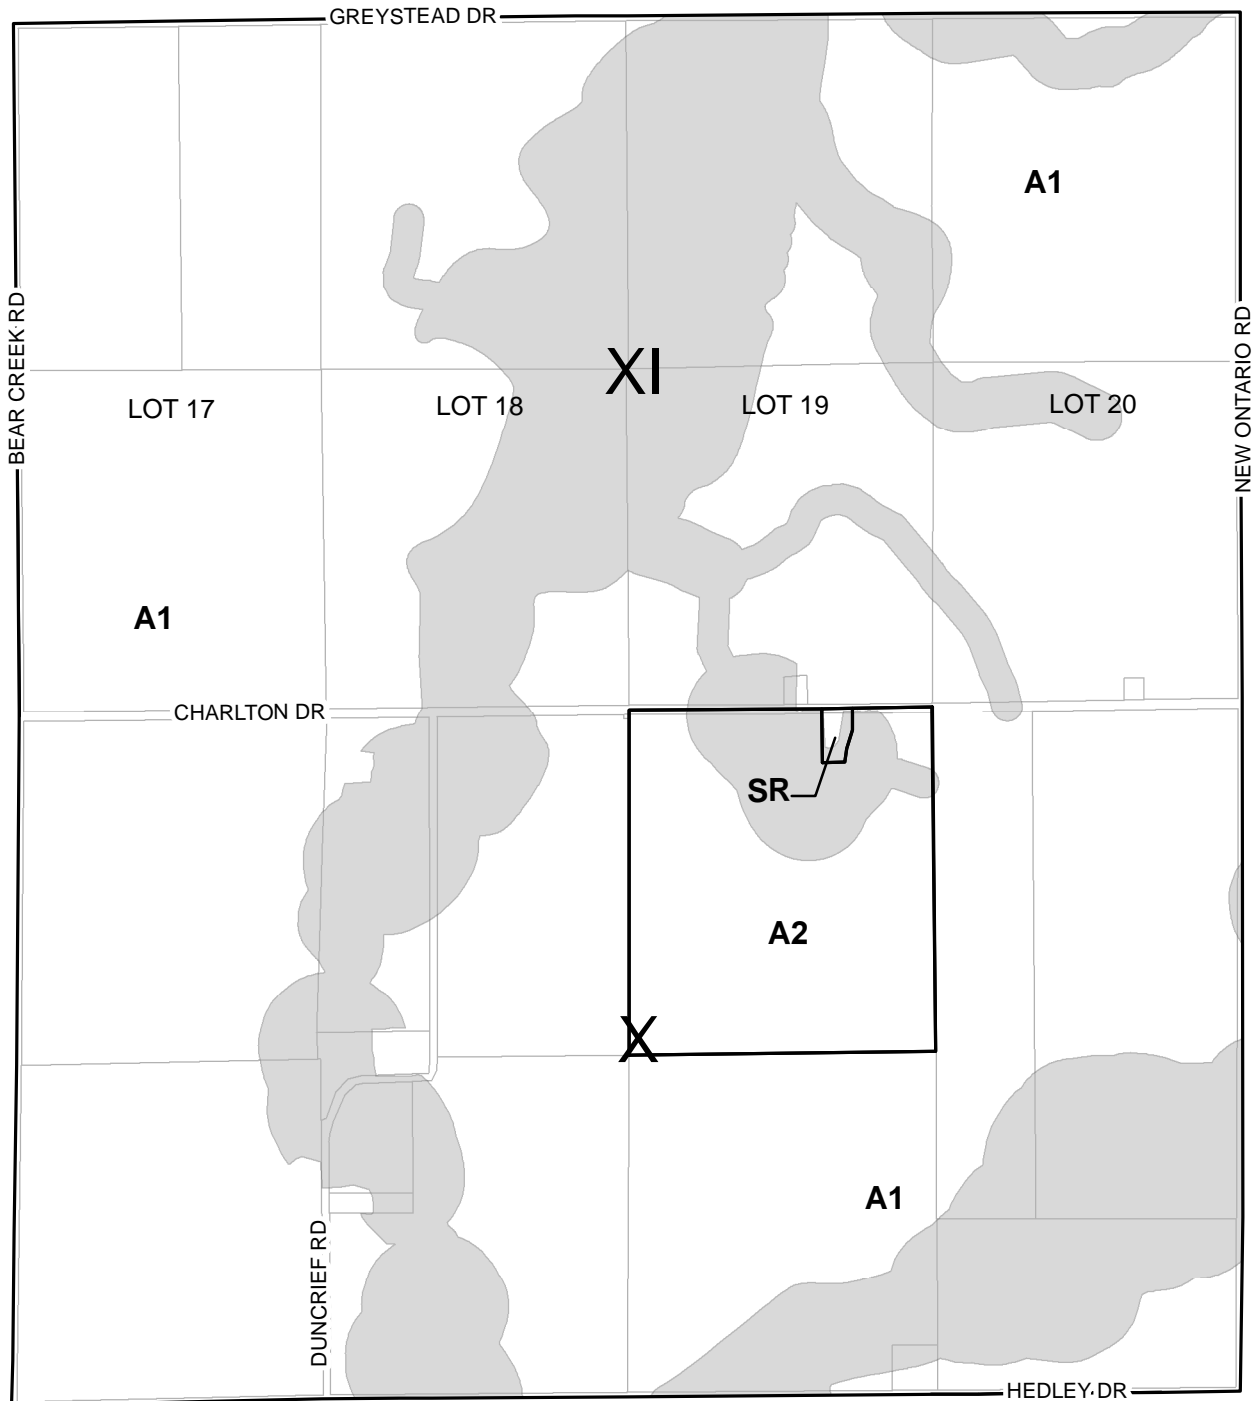 GREYSTEAD DR
A1
BEAR CREEK RD
NEW ONTARIO RD
XI
LOT 17
LOT 18
LOT 19
LOT 20
A1
CHARLTON DR
SR
A2
X
A1
DUNCRIEF RD
HEDLEY DR